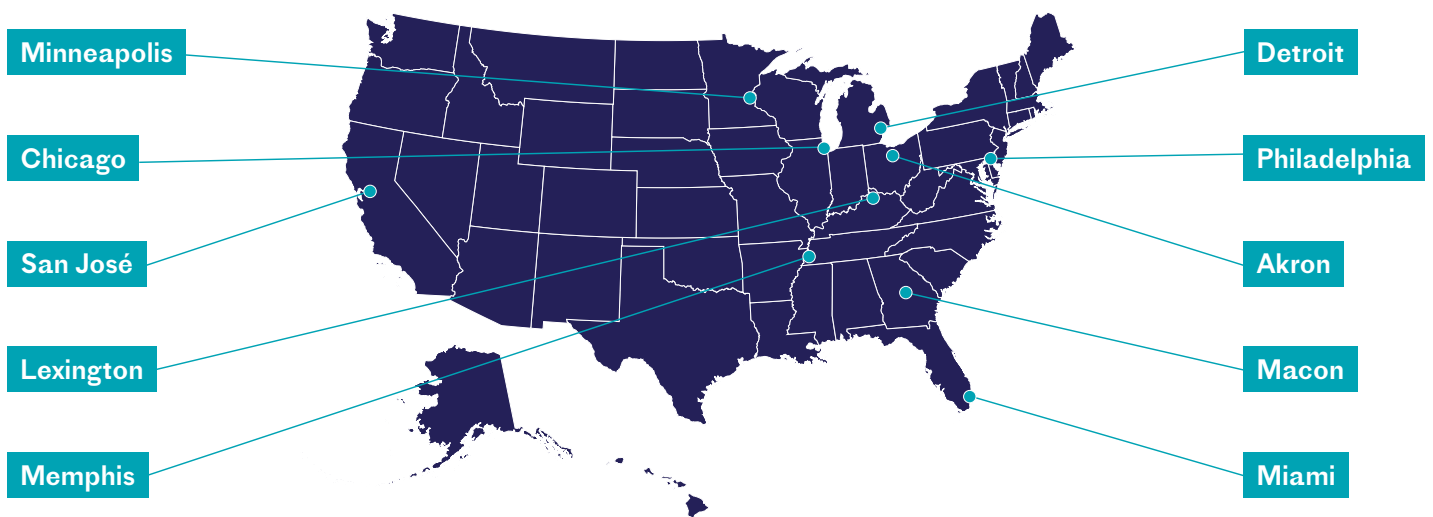 Minneapolis
Chicago
San José
Lexington
Memphis
Detroit
Philadelphia
Akron
Macon
Miami